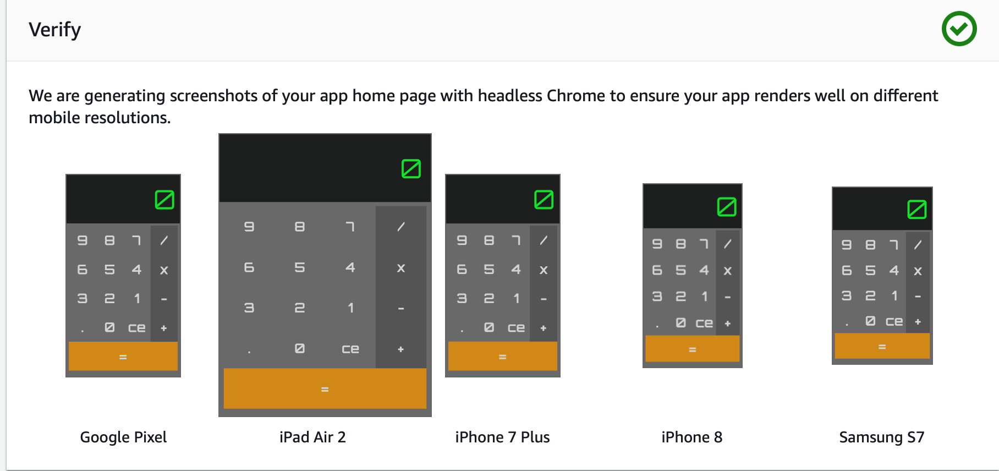 Verify
We are generating screenshots of your app home page with headless Chrome to ensure your app renders well on different
mobile resolutions.
0
9 8 7 /
6 5 4 x
3 2 1 -
. 0 ce +
=
Google Pixel
0
9 8 7 /
6 5 4 x
3 2 1 -
. 0 ce +
=
iPad Air 2
0
9 8 7 /
6 5 4 x
3 2 1 -
. 0 ce +
=
iPhone 7 Plus
0
9 8 7 /
6 5 4 x
3 2 1 -
. 0 ce +
=
iPhone 8
0
9 8 7 /
6 5 4 x
3 2 1 -
. 0 ce +
=
Samsung S7